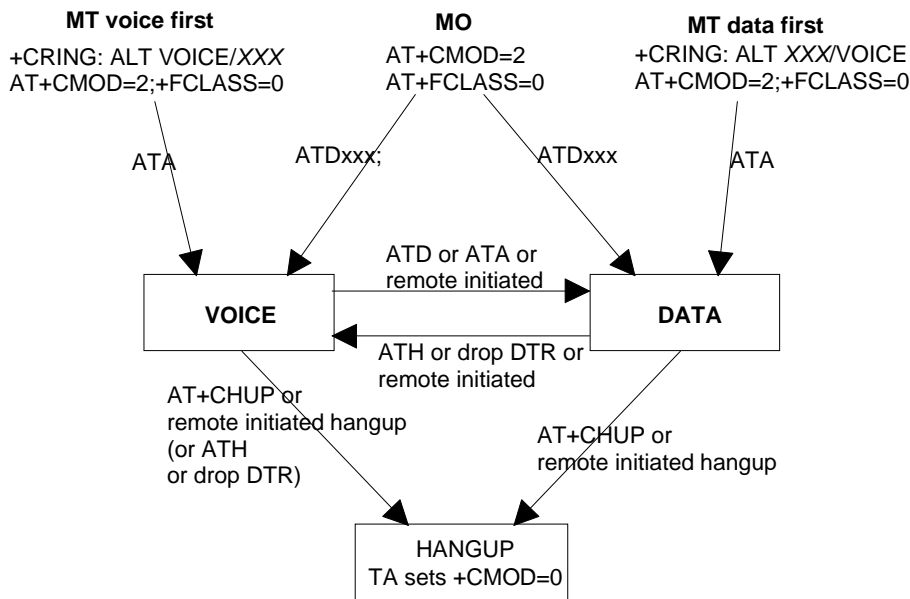 MT voice first
+CRING: ALT VOICE/XXX
AT+CMOD=2;+FCLASS=0
MO
AT+CMOD=2
AT+FCLASS=0
MT data first
+CRING: ALT XXX/VOICE
AT+CMOD=2;+FCLASS=0
ATA
ATDxxx;
ATDxxx
ATA
ATD or ATA or
remote initiated
VOICE
DATA
ATH or drop DTR or
remote initiated
AT+CHUP or
remote initiated hangup
(or ATH
or drop DTR)
AT+CHUP or
remote initiated hangup
HANGUP
TA sets +CMOD=0